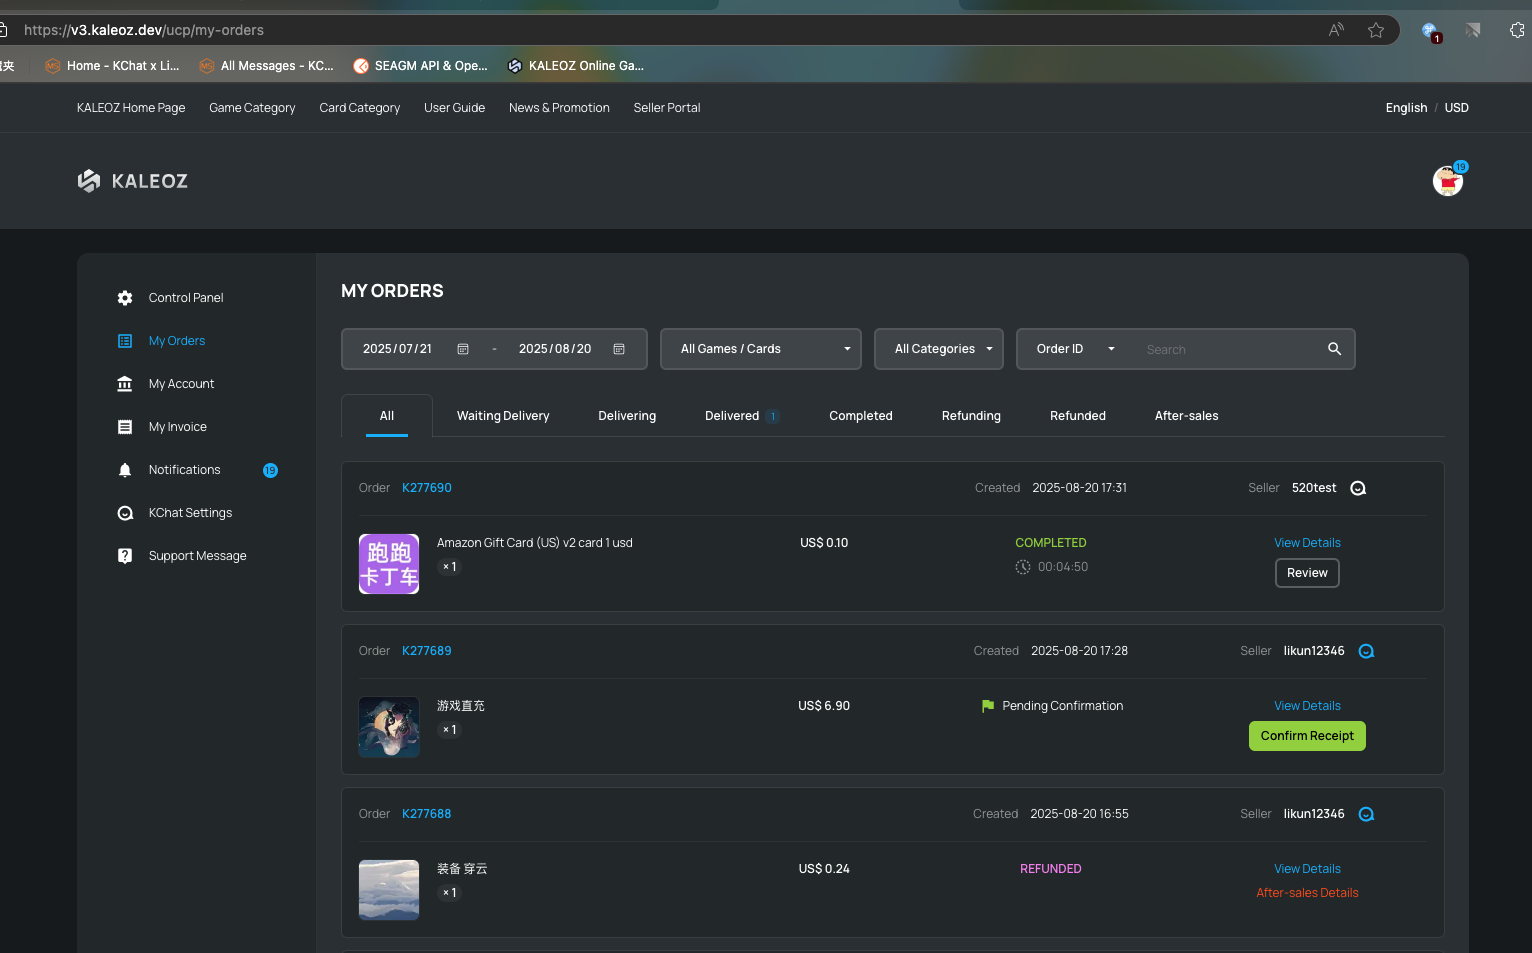 https://v3.kaleoz.dev/ucp/my-orders
1
夹 Home - KChat x Li... All Messages - KC... SEAGM API & Ope... KALEOZ Online Ga...
KALEOZ Home Page Game Category Card Category User Guide News & Promotion Seller Portal English / USD
KALEOZ 19
Control Panel
My Orders
My Account
My Invoice
Notifications 19
KChat Settings
Support Message
MY ORDERS
2025/07/21 - 2025/08/20 All Games / Cards All Categories Order ID Search
All Waiting Delivery Delivering Delivered 1 Completed Refunding Refunded After-sales
Order K277690 Created 2025-08-20 17:31 Seller 520test
跑跑
卡丁车
Amazon Gift Card (US) v2 card 1 usd US$ 0.10 COMPLETED View Details
× 1 00:04:50 Review
Order K277689 Created 2025-08-20 17:28 Seller likun12346
游戏直充 US$ 6.90 Pending Confirmation View Details
× 1 Confirm Receipt
Order K277688 Created 2025-08-20 16:55 Seller likun12346
装备 穿云 US$ 0.24 REFUNDED View Details
× 1 After-sales Details